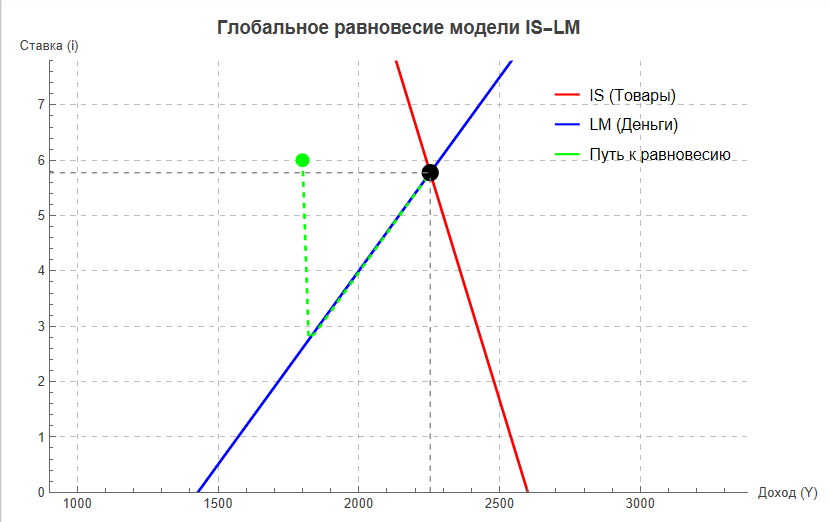 Глобальное равновесие модели IS–LM
Ставка (i)
7
6
5
4
3
2
1
0
IS (Товары)
LM (Деньги)
Путь к равновесию
1000 1500 2000 2500 3000
Доход (Y)